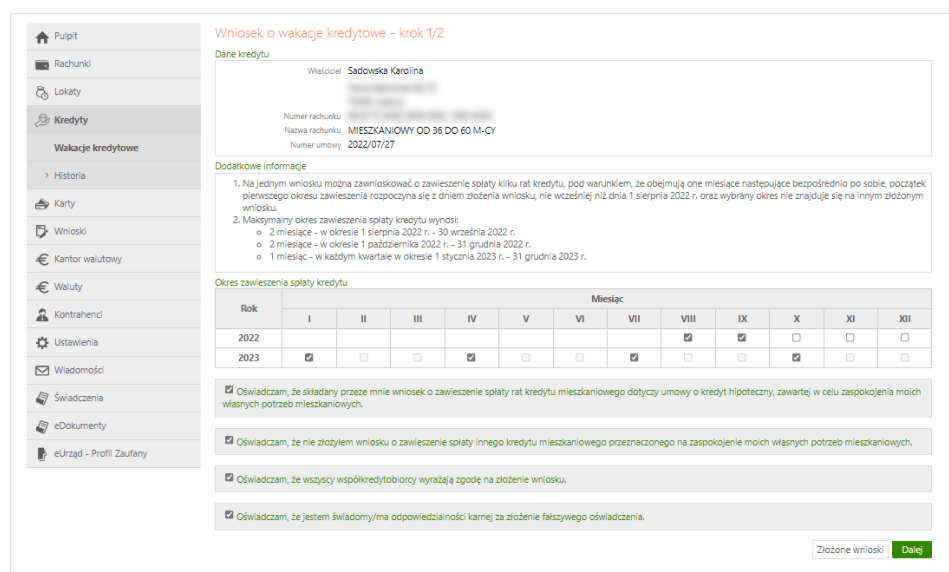 Pulpit
Rachunki
Lokaty
Kredyty
Wakacje kredytowe
> Historia
Karty
Wnioski
Kantor walutowy
Waluty
Kontrahenci
Ustawienia
Wiadomości
Świadczenia
eDokumenty
eUrząd - Profil Zaufany
Wniosek o wakacje kredytowe - krok 1/2
Dane kredytu
Właściciel Sadowska Karolina
Numer rachunku
Nazwa rachunku MIESZKANIOWY OD 36 DO 60 M-CY
Numer umowy 2022/07/27
Dodatkowe informacje
1. Na jednym wniosku można zawnioskować o zawieszenie spłaty kilku rat kredytu, pod warunkiem, że obejmują one miesiące następujące bezpośrednio po sobie, początek
pierwszego okresu zawieszenia rozpoczyna się z dniem złożenia wniosku, nie wcześniej niż dnia 1 sierpnia 2022 r. oraz wybrany okres nie znajduje się na innym złożonym
wniosku.
2. Maksymalny okres zawieszenia spłaty kredytu wynosi:
2 miesiące - w okresie 1 sierpnia 2022 r. - 30 września 2022 r.
2 miesiące - w okresie 1 października 2022 r. - 31 grudnia 2022 r.
1 miesiąc - w każdym kwartale w okresie 1 stycznia 2023 r. - 31 grudnia 2023 r.
Okres zawieszenia spłaty kredytu
Rok Miesiąc
I II III IV V VI VII VIII IX X XI XII
2022
2023
Oświadczam, że składany przeze mnie wniosek o zawieszenie spłaty rat kredytu mieszkaniowego dotyczy umowy o kredyt hipoteczny, zawartej w celu zaspokojenia moich
własnych potrzeb mieszkaniowych.
Oświadczam, że nie złożyłem wniosku o zawieszenie spłaty innego kredytu mieszkaniowego przeznaczonego na zaspokojenie moich własnych potrzeb mieszkaniowych.
Oświadczam, że wszyscy współkredytobiorcy wyrażają zgodę na złożenie wniosku.
Oświadczam, że jestem świadomy/ma odpowiedzialności karnej za złożenie fałszywego oświadczenia.
Złożone wnioski Dalej